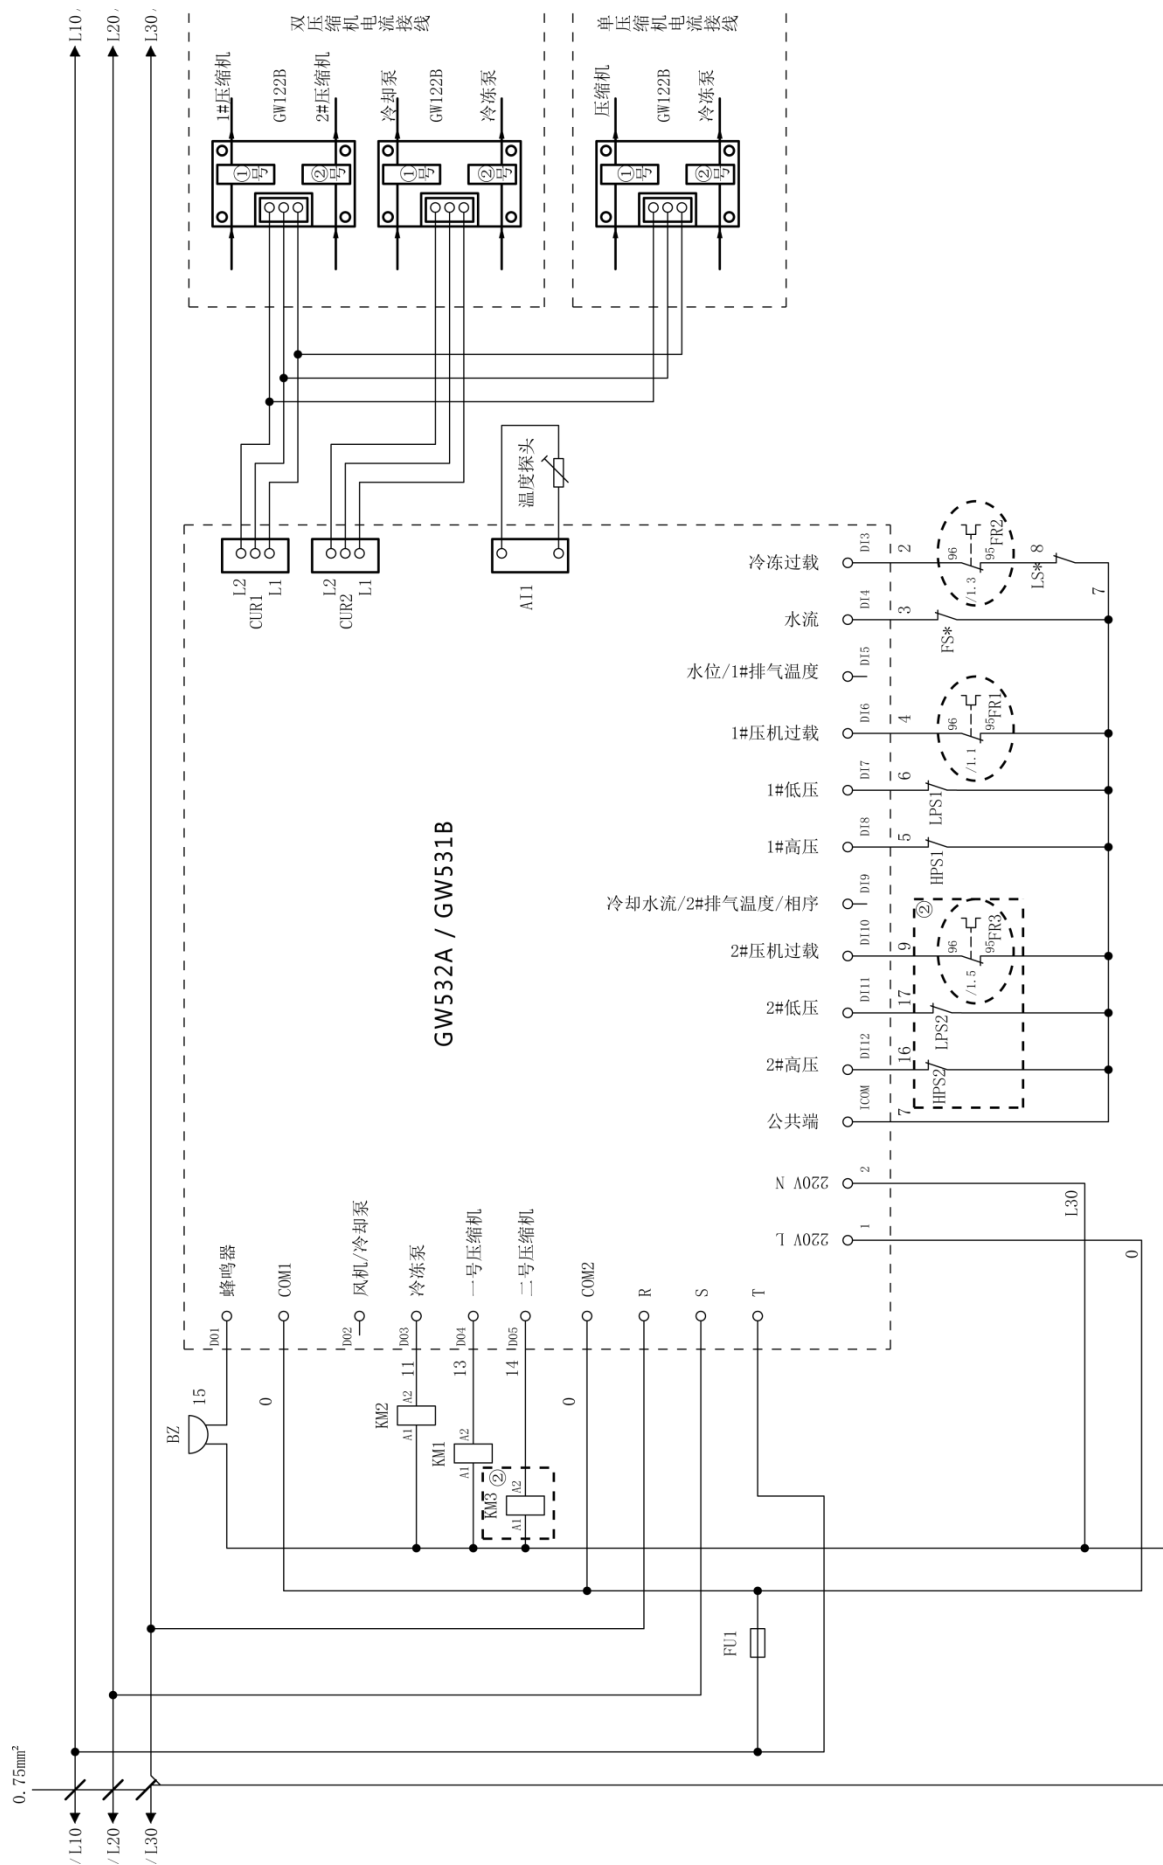 L10
L20
L30
双压缩机电流接线
单压缩机电流接线
1#压缩机
GW122B
2#压缩机
冷却泵
GW122B
冷冻泵
压缩机
GW122B
冷冻泵
①号
②号
①号
②号
①号
②号
温度探头
L2
CUR1
L1
L2
CUR2
L1
AI1
冷冻过载
DI3
2
96
95
FR2
/1.3
8
LS*
7
水流
DI4
3
FS*
水位/1#排气温度
DI5
1#压机过载
DI6
4
96
95
FR1
/1.1
1#低压
DI7
6
LPS1
1#高压
DI8
5
HPS1
GW532A / GW531B
冷却水流/2#排气温度/相序
DI9
②
2#压机过载
DI10
9
96
95
FR3
/1.5
2#低压
DI11
17
LPS2
2#高压
DI12
16
HPS2
公共端
ICOM
7
220V N
2
L30
220V L
1
0
蜂鸣器
COM1
风机/冷却泵
冷冻泵
一号压缩机
二号压缩机
COM2
R
S
T
DO1
DO2
DO3
DO4
DO5
15
0
11
13
14
0
BZ
KM2
A1
A2
KM1
A1
A2
②
KM3
A1
A2
FU1
0.75mm²
/L10
/L20
/L30